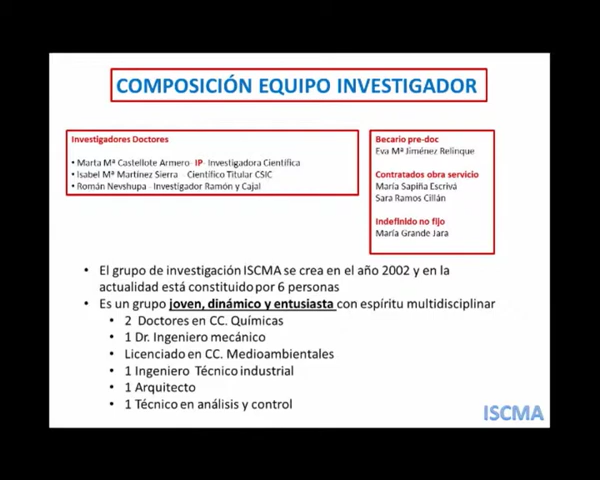 COMPOSICIÓN EQUIPO INVESTIGADOR
Investigadores Doctores
• Marta Mª Castellote Armero- IP- Investigadora Científica
• Isabel Mª Martínez Sierra - Científico Titular CSIC
• Román Nevshupa - Investigador Ramón y Cajal
Becario pre-doc
Eva Mª Jiménez Relinque
Contratados obra servicio
María Sapiña Escrivá
Sara Ramos Cillán
Indefinido no fijo
María Grande Jara
• El grupo de investigación ISCMA se crea en el año 2002 y en la
actualidad está constituido por 6 personas
• Es un grupo joven, dinámico y entusiasta con espíritu multidisciplinar
• 2 Doctores en CC. Químicas
• 1 Dr. Ingeniero mecánico
• Licenciado en CC. Medioambientales
• 1 Ingeniero Técnico industrial
• 1 Arquitecto
• 1 Técnico en análisis y control
ISCMA